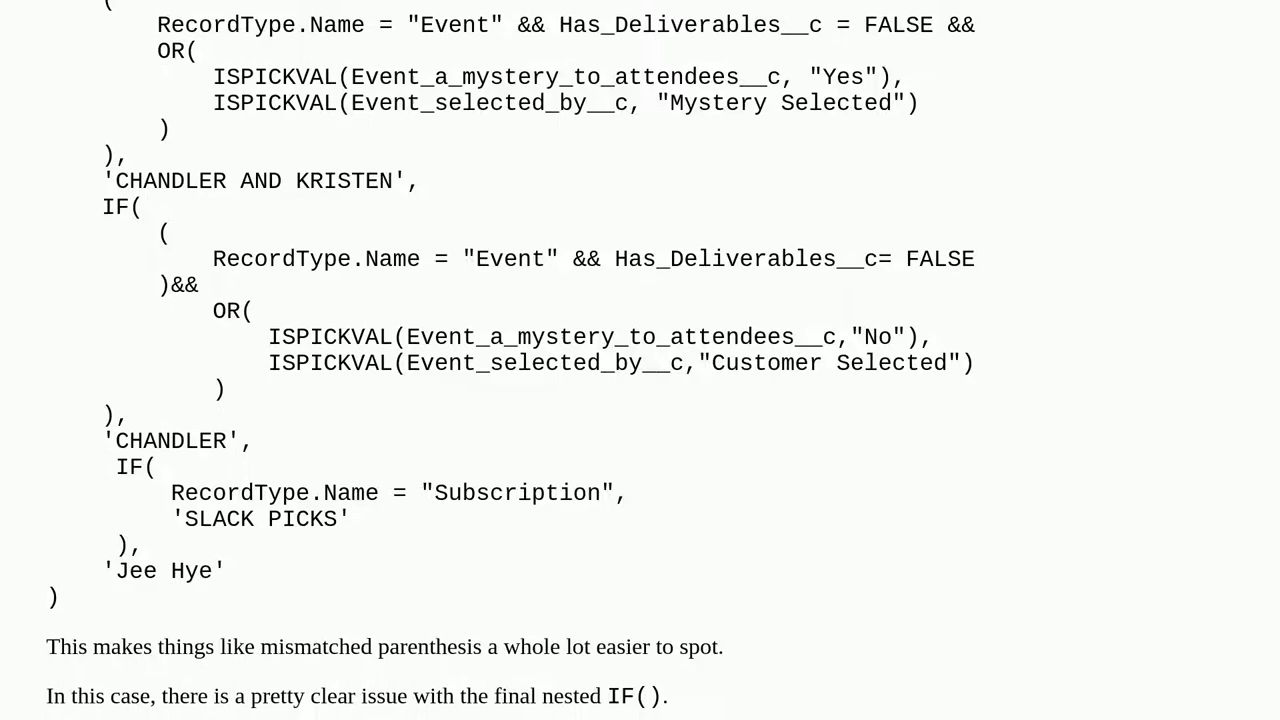 (
RecordType.Name = "Event" && Has_Deliverables__c = FALSE &&
OR(
ISPICKVAL(Event_a_mystery_to_attendees__c, "Yes"),
ISPICKVAL(Event_selected_by__c, "Mystery Selected")
)
),
'CHANDLER AND KRISTEN',
IF(
(
RecordType.Name = "Event" && Has_Deliverables__c= FALSE
)&&
OR(
ISPICKVAL(Event_a_mystery_to_attendees__c,"No"),
ISPICKVAL(Event_selected_by__c,"Customer Selected")
)
),
'CHANDLER',
IF(
RecordType.Name = "Subscription",
'SLACK PICKS'
),
'Jee Hye'
)
This makes things like mismatched parenthesis a whole lot easier to spot.
In this case, there is a pretty clear issue with the final nested IF().